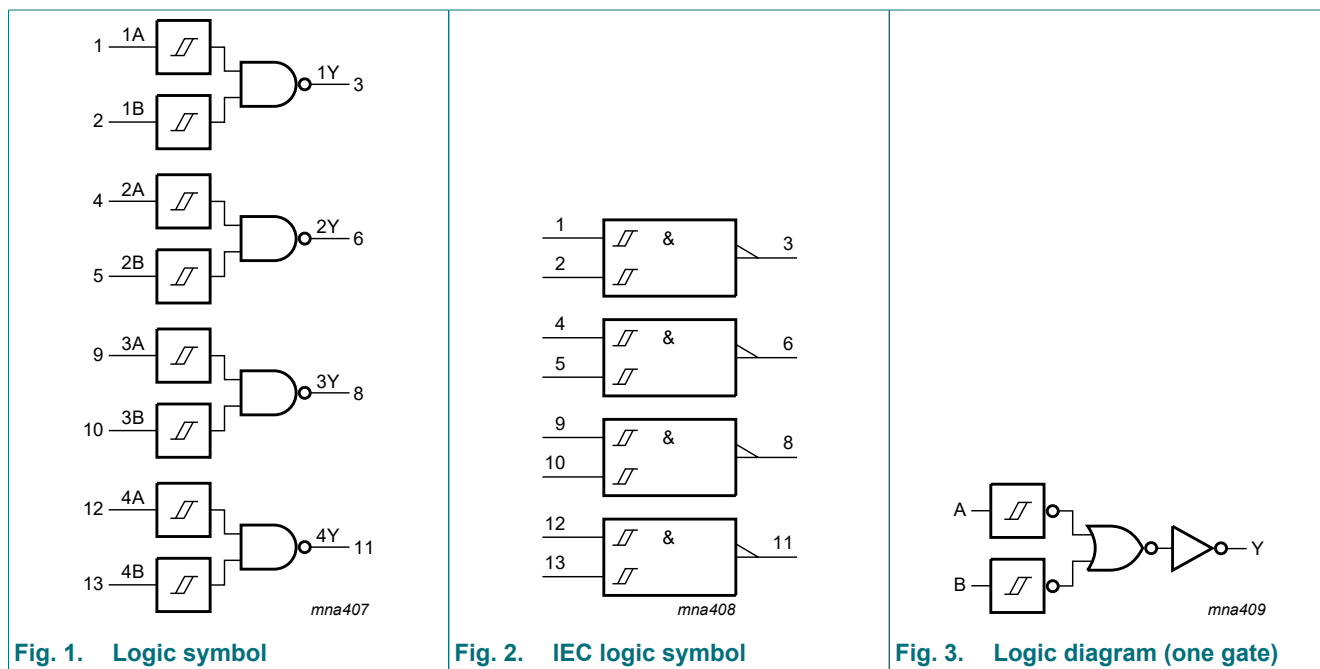 1 1A
1Y 3
2 1B
4 2A
2Y 6
5 2B
9 3A
3Y 8
10 3B
12 4A
4Y 11
13 4B
mna407
Fig. 1. Logic symbol
1 & 3
2
4 & 6
5
9 & 8
10
12 & 11
13
mna408
Fig. 2. IEC logic symbol
A
Y
B
mna409
Fig. 3. Logic diagram (one gate)